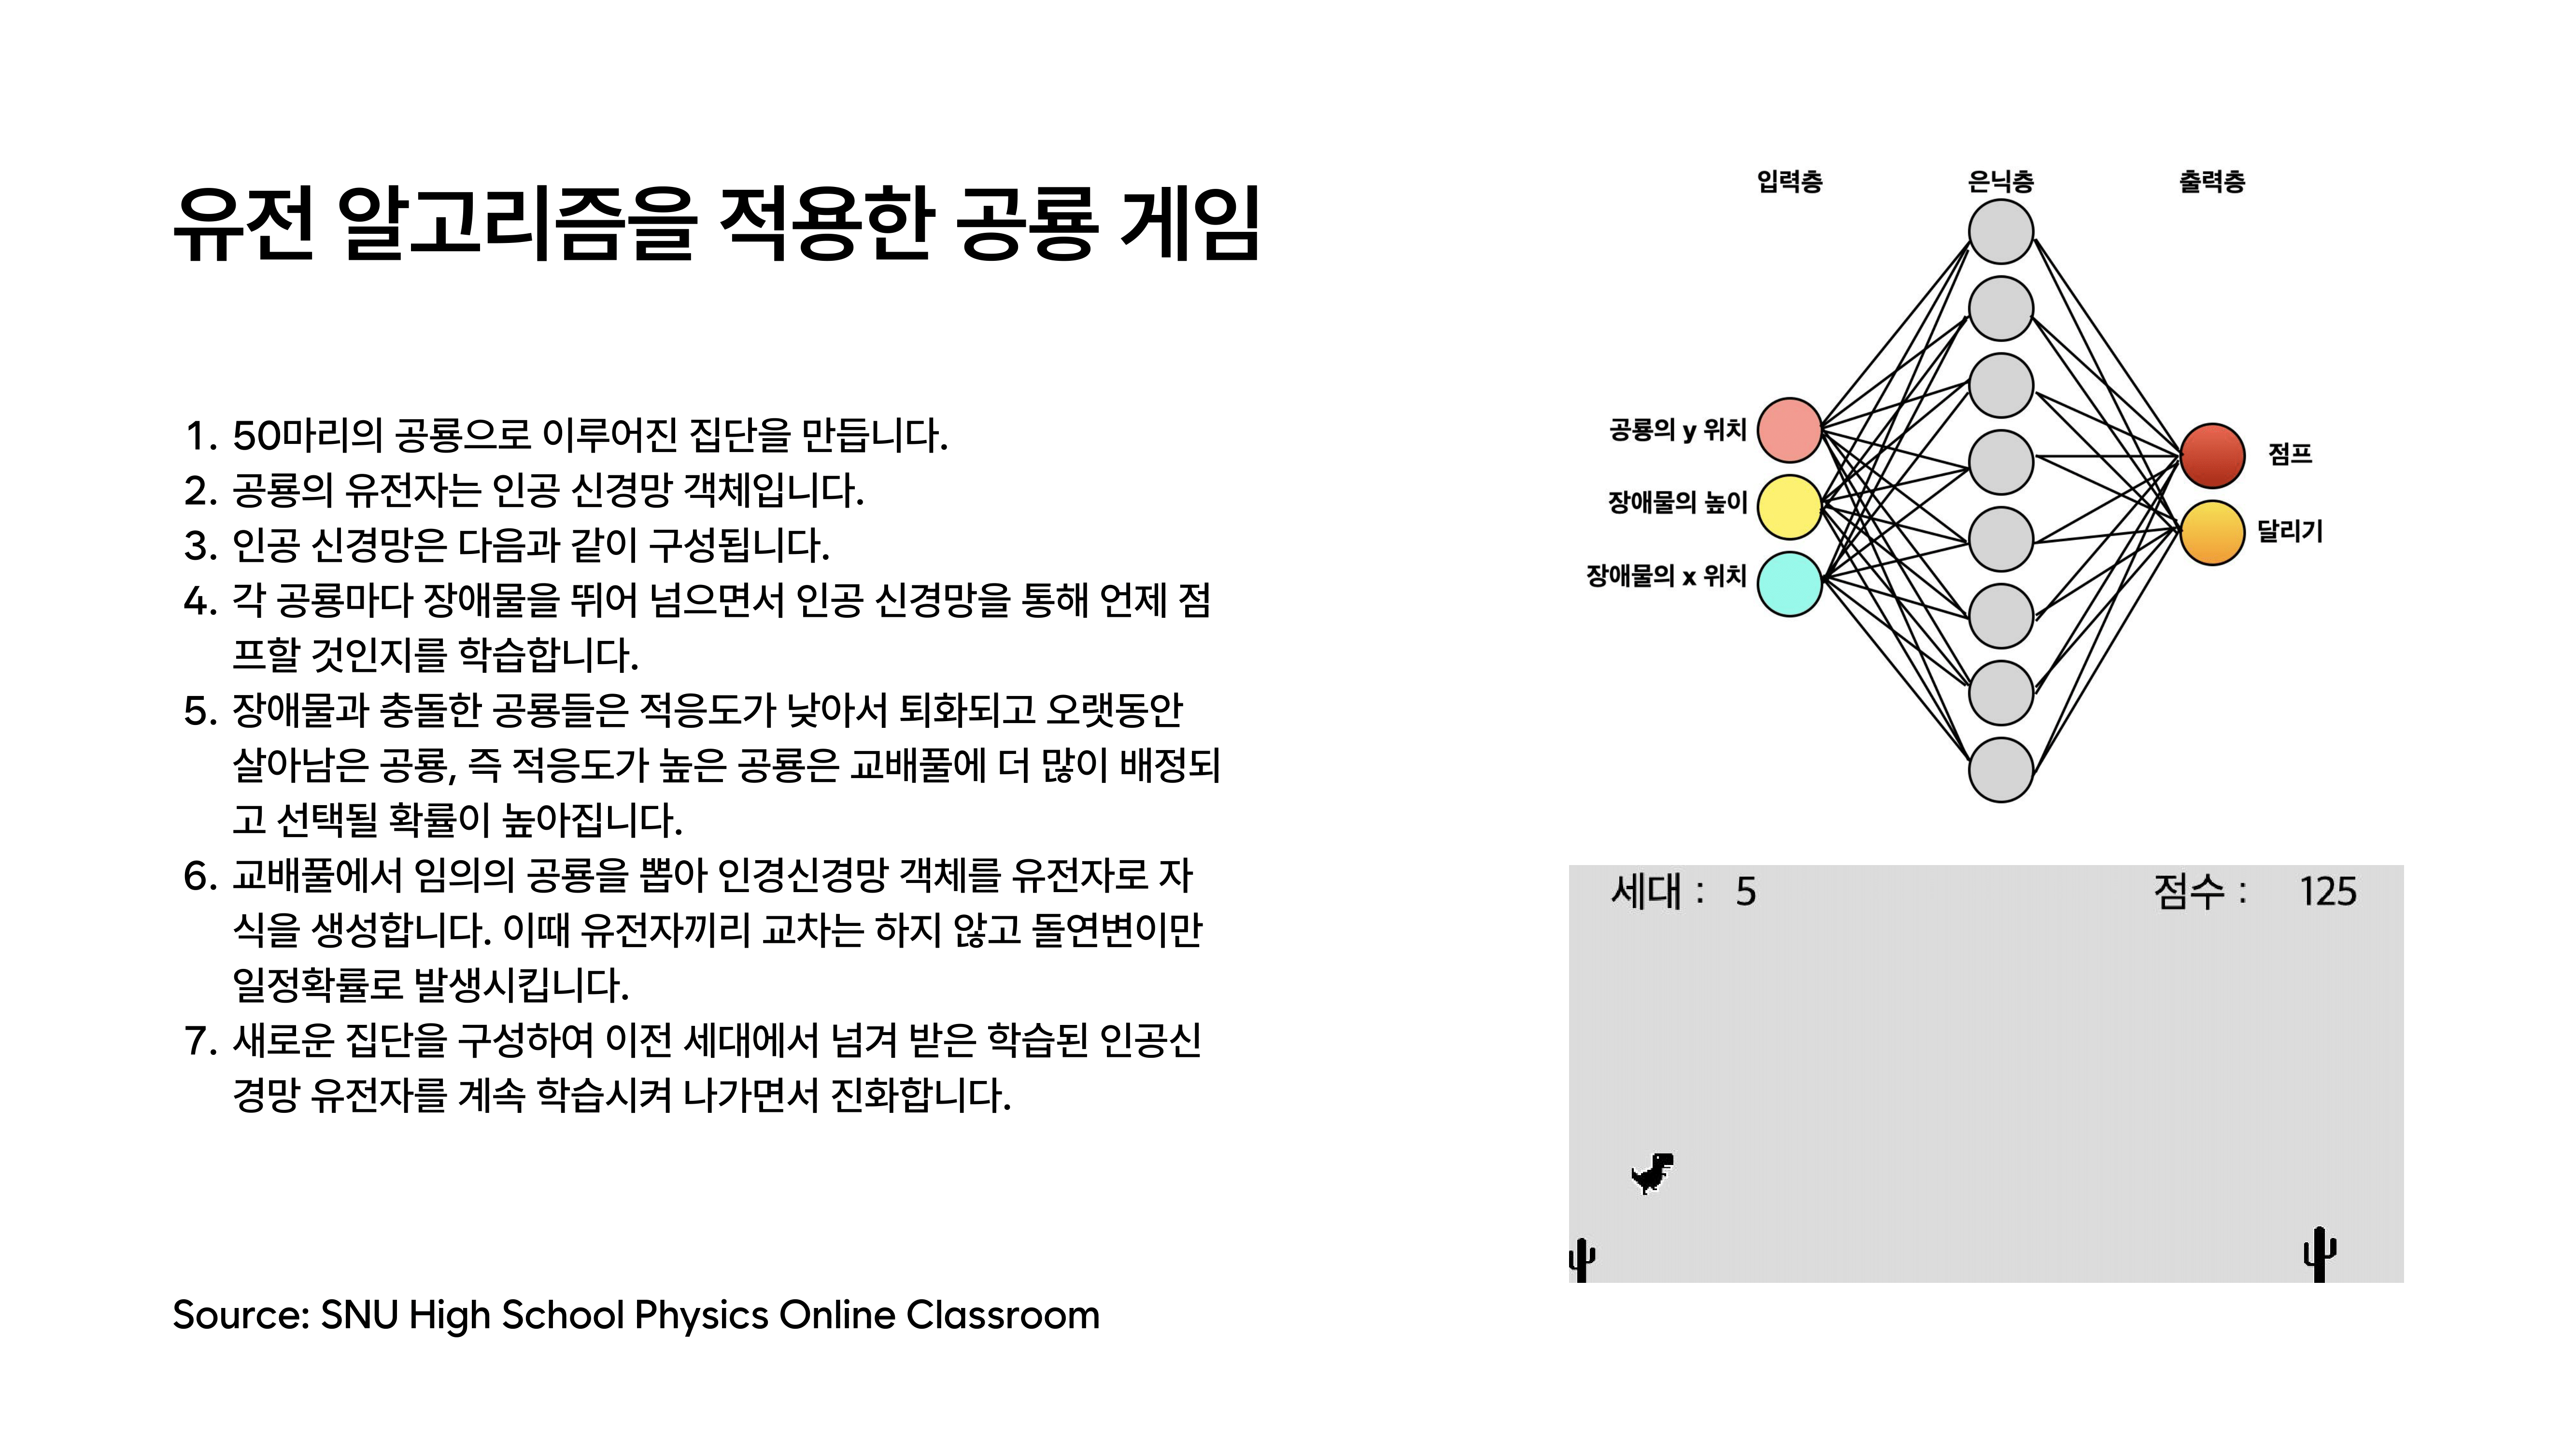 유전 알고리즘을 적용한 공룡 게임
1. 50마리의 공룡으로 이루어진 집단을 만듭니다.
2. 공룡의 유전자는 인공 신경망 객체입니다.
3. 인공 신경망은 다음과 같이 구성됩니다.
4. 각 공룡마다 장애물을 뛰어 넘으면서 인공 신경망을 통해 언제 점
프할 것인지를 학습합니다.
5. 장애물과 충돌한 공룡들은 적응도가 낮아서 퇴화되고 오랫동안
살아남은 공룡, 즉 적응도가 높은 공룡은 교배풀에 더 많이 배정되
고 선택될 확률이 높아집니다.
6. 교배풀에서 임의의 공룡을 뽑아 인경신경망 객체를 유전자로 자
식을 생성합니다. 이때 유전자끼리 교차는 하지 않고 돌연변이만
일정확률로 발생시킵니다.
7. 새로운 집단을 구성하여 이전 세대에서 넘겨 받은 학습된 인공신
경망 유전자를 계속 학습시켜 나가면서 진화합니다.
Source: SNU High School Physics Online Classroom
입력층 은닉층 출력층
공룡의 y 위치
장애물의 높이
장애물의 x 위치
점프
달리기
세대 : 5 점수 : 125